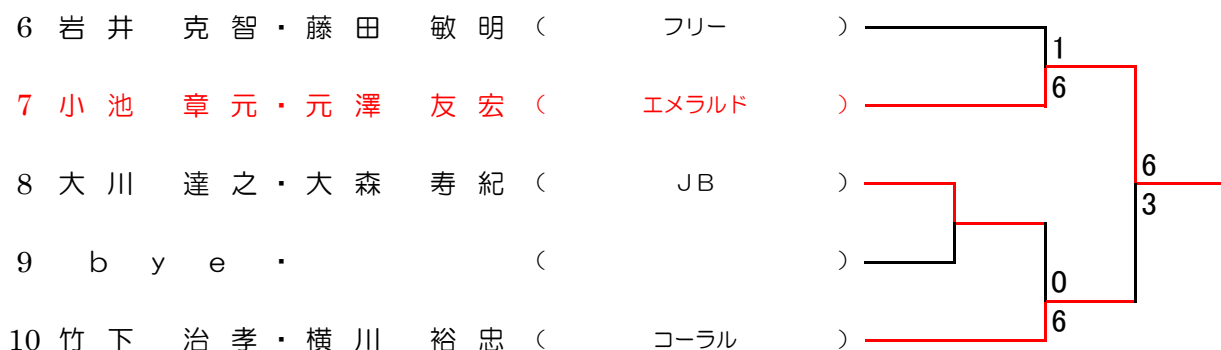 6 岩井 克智・藤田 敏明 ( フリー )
1
7 小池 章元・元澤 友宏 ( エメラルド )
6
8 大川 達之・大森 寿紀 ( JB )
6
3
9 bye・ ( )
0
10 竹下 治孝・横川 裕忠 ( コーラル )
6